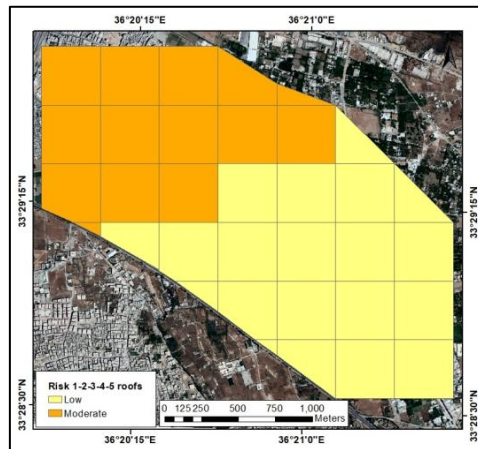 36°20'15"E 36°21'0"E
33°29'15"N 33°29'15"N
33°28'30"N 33°28'30"N
Risk 1-2-3-4-5 roofs
Low
Moderate
0 125 250 500 750 1,000
Meters
36°20'15"E 36°21'0"E